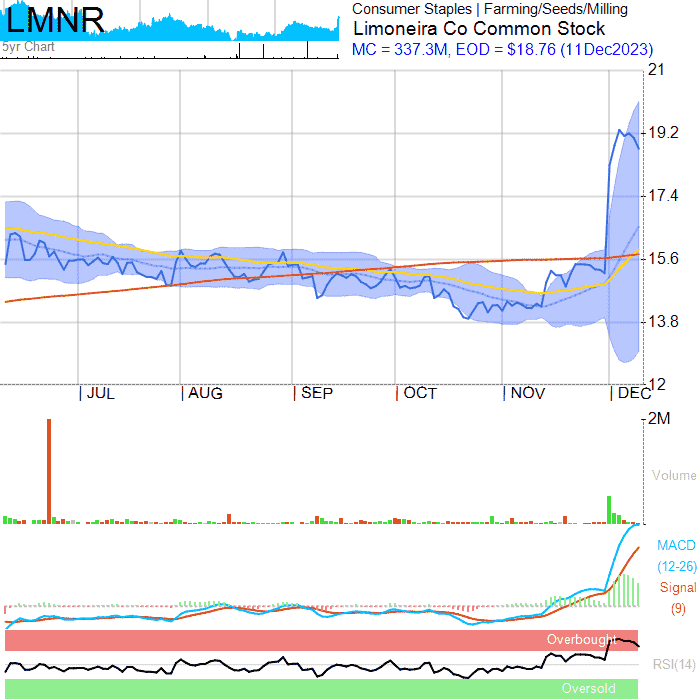 LMNR
5yr Chart
Consumer Staples | Farming/Seeds/Milling
Limoneira Co Common Stock
MC = 337.3M, EOD = $18.76 (11Dec2023)
21
19.2
17.4
15.6
13.8
12
JUL
AUG
SEP
OCT
NOV
DEC
2M
Volume
MACD
(12-26)
Signal
(9)
Overbought
RSI(14)
Oversold